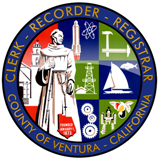 CLERK - RECORDER - REGISTRAR
COUNTY OF VENTURA - CALIFORNIA